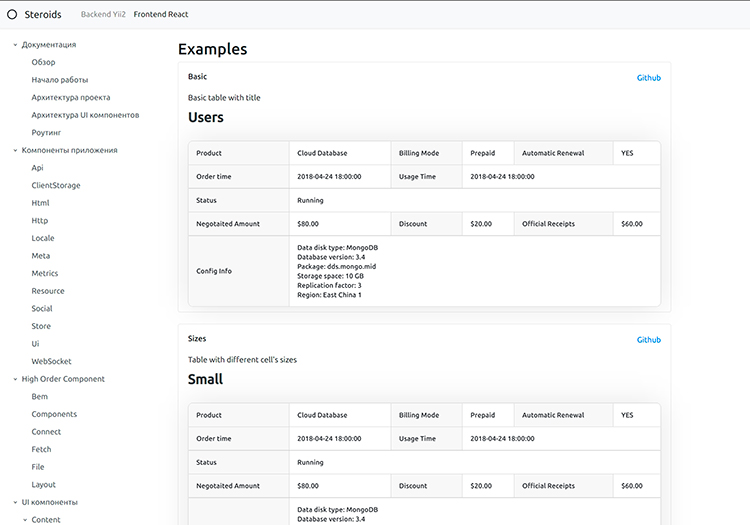 Steroids Backend Yii2 Frontend React
Документация
Обзор
Начало работы
Архитектура проекта
Архитектура UI компонентов
Роутинг
Компоненты приложения
Api
ClientStorage
Html
Http
Locale
Meta
Metrics
Resource
Social
Store
Ui
WebSocket
High Order Component
Bem
Components
Connect
Fetch
File
Layout
UI компоненты
Content
Examples
Basic Github
Basic table with title
Users
Product Cloud Database Billing Mode Prepaid Automatic Renewal YES
Order time 2018-04-24 18:00:00 Usage Time 2018-04-24 18:00:00
Status Running
Negotaited Amount $80.00 Discount $20.00 Official Receipts $60.00
Config Info
Data disk type: MongoDB
Database version: 3.4
Package: dds.mongo.mid
Storage space: 10 GB
Replication factor: 3
Region: East China 1
Sizes Github
Table with different cell's sizes
Small
Product Cloud Database Billing Mode Prepaid Automatic Renewal YES
Order time 2018-04-24 18:00:00 Usage Time 2018-04-24 18:00:00
Status Running
Negotaited Amount $80.00 Discount $20.00 Official Receipts $60.00
Data disk type: MongoDB
Database version: 3.4